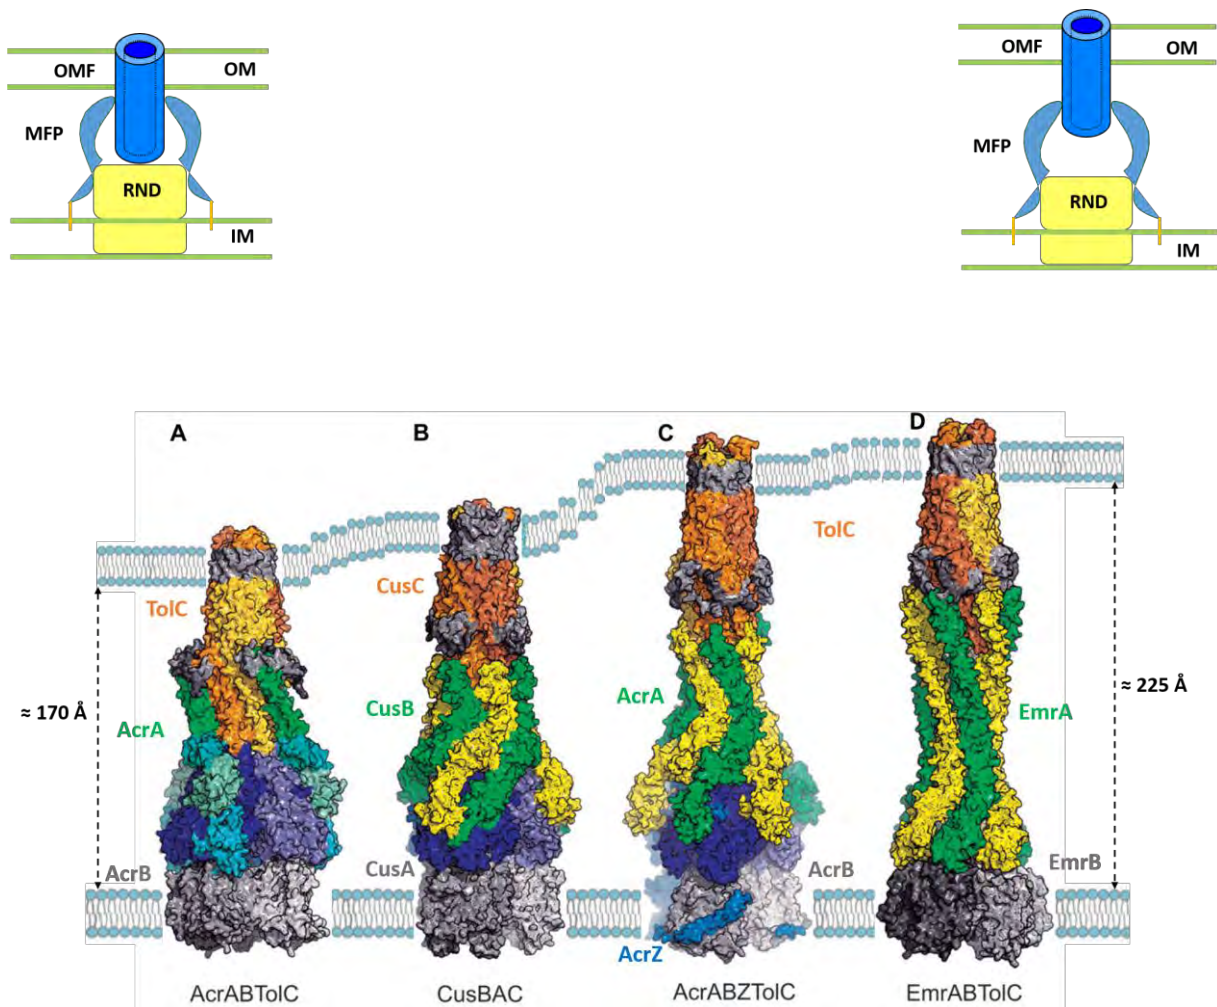 OMF OM
MFP
RND
IM
OMF OM
MFP
RND
IM
A B C D
TolC
CusC
TolC
AcrA
CusB
AcrA
EmrA
≈ 170 Å
≈ 225 Å
AcrB
CusA
AcrB
EmrB
AcrZ
AcrABTolC CusBAC AcrABZTolC EmrABTolC